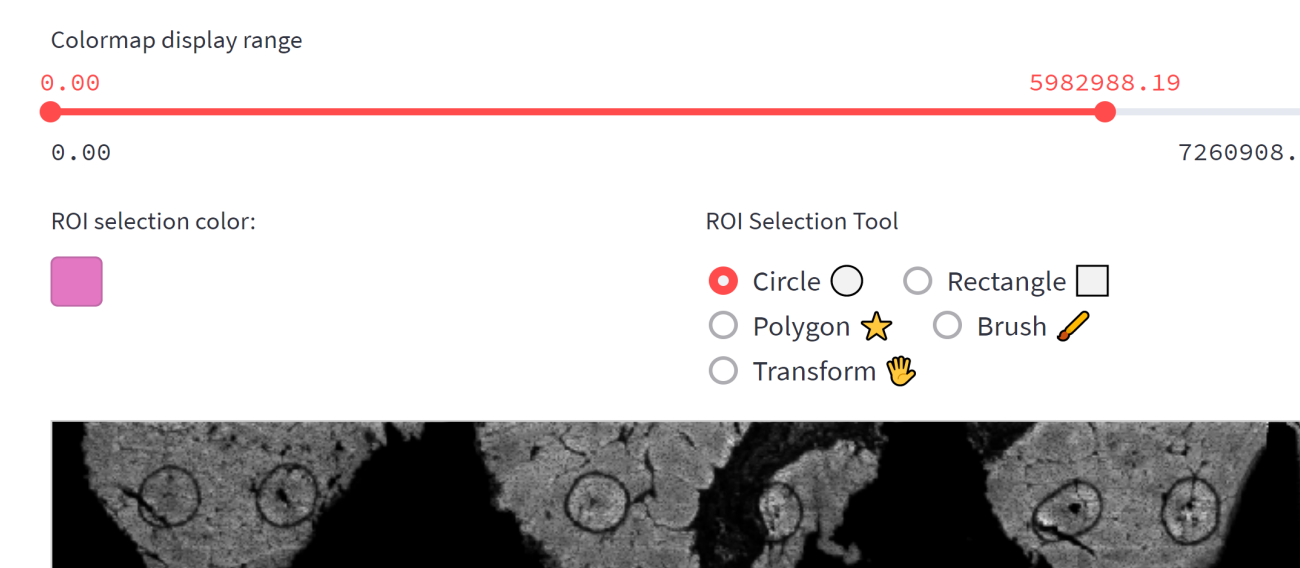 Colormap display range
0.00 5982988.19
0.00 7260908.
ROI selection color:
ROI Selection Tool
Circle Rectangle
Polygon Brush
Transform